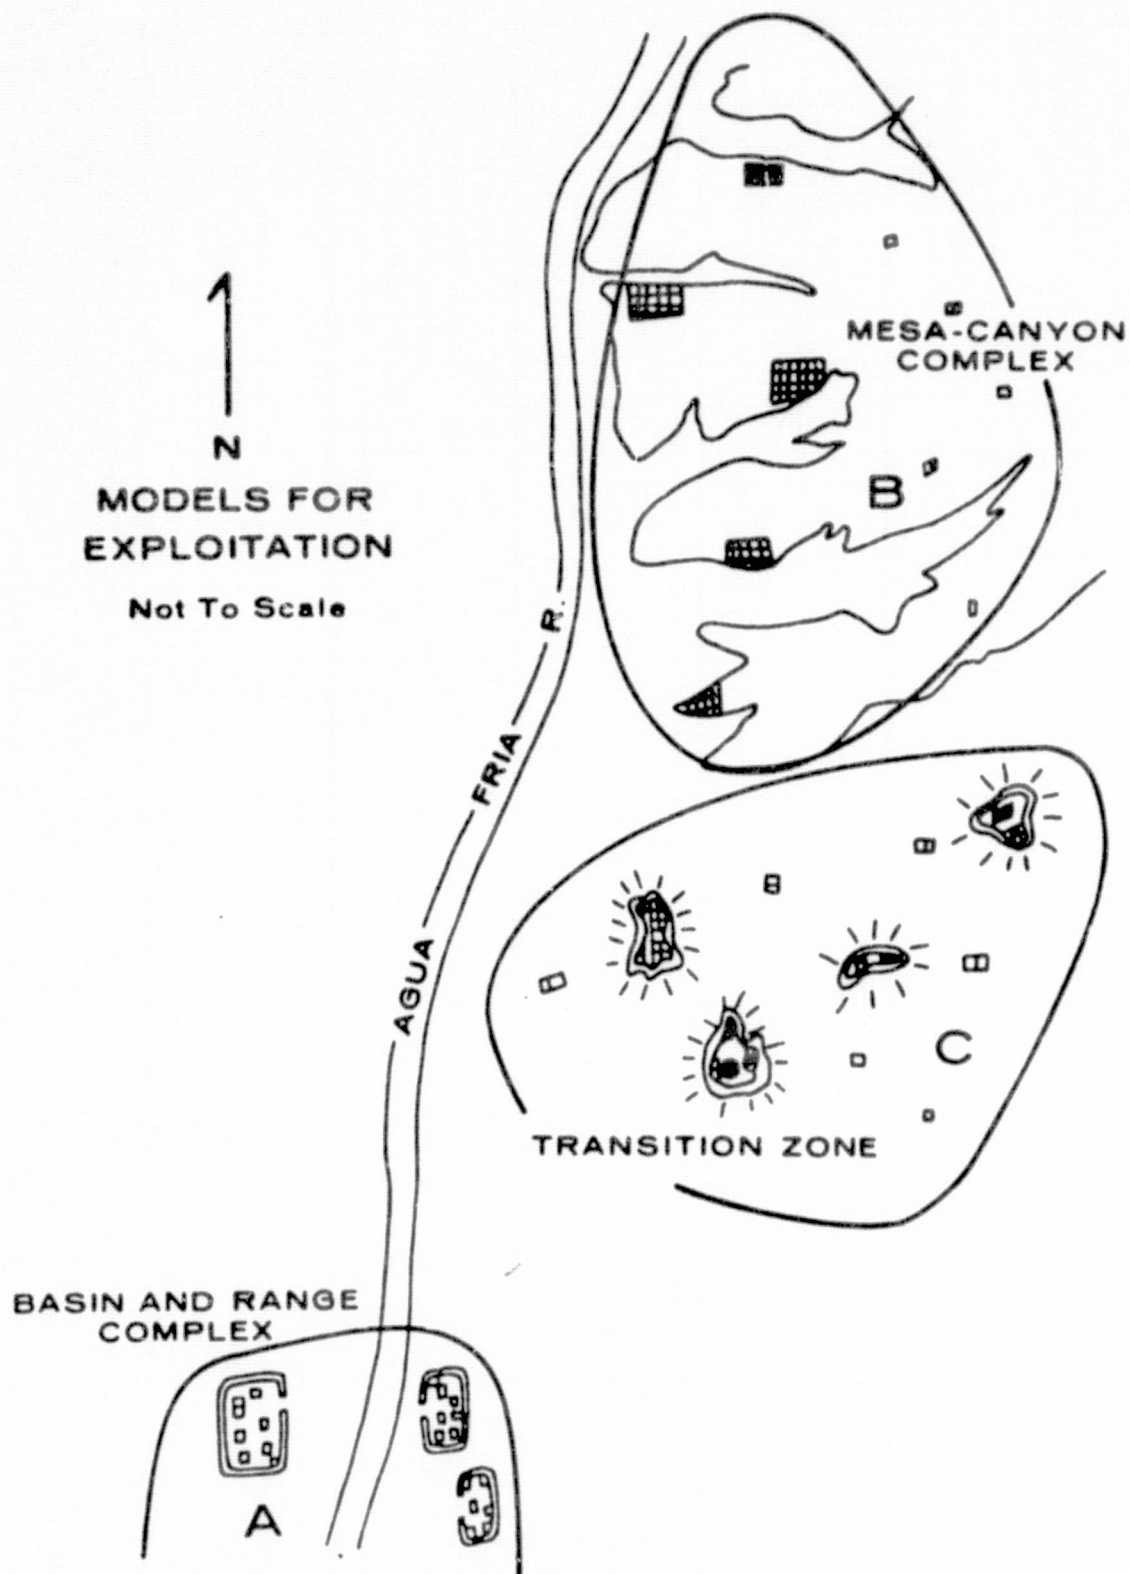 MESA-CANYON
COMPLEX
N
MODELS FOR
EXPLOITATION
Not To Scale
B
AGUA FRIA R.
C
TRANSITION ZONE
BASIN AND RANGE
COMPLEX
A